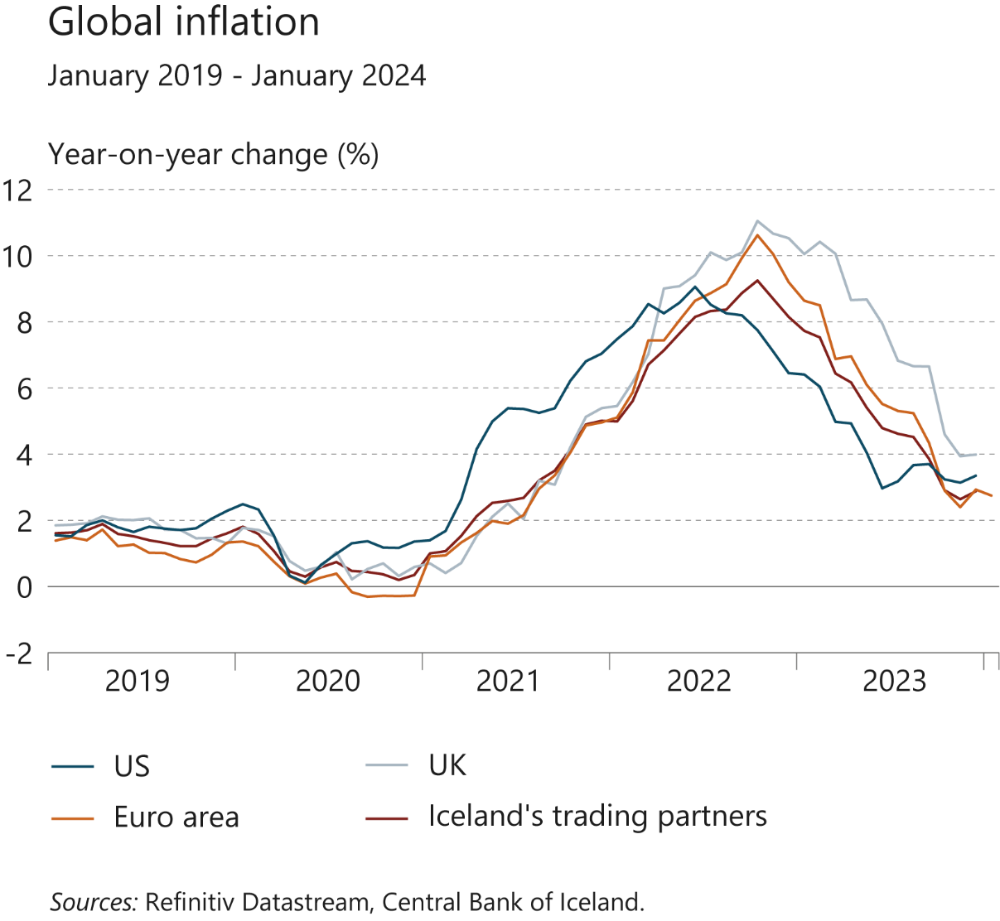 Global inflation
January 2019 - January 2024
Year-on-year change (%)
12
10
8
6
4
2
0
-2
2019 2020 2021 2022 2023
US UK
Euro area Iceland's trading partners
Sources: Refinitiv Datastream, Central Bank of Iceland.